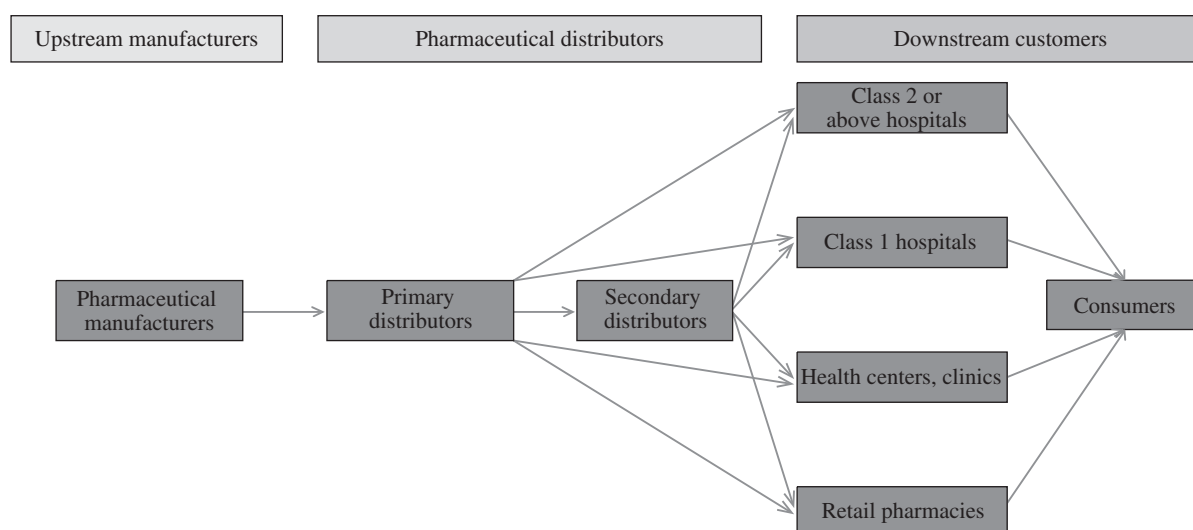 Upstream manufacturers
Pharmaceutical distributors
Downstream customers
Class 2 or
above hospitals
Class 1 hospitals
Pharmaceutical
manufacturers
Primary
distributors
Secondary
distributors
Consumers
Health centers, clinics
Retail pharmacies